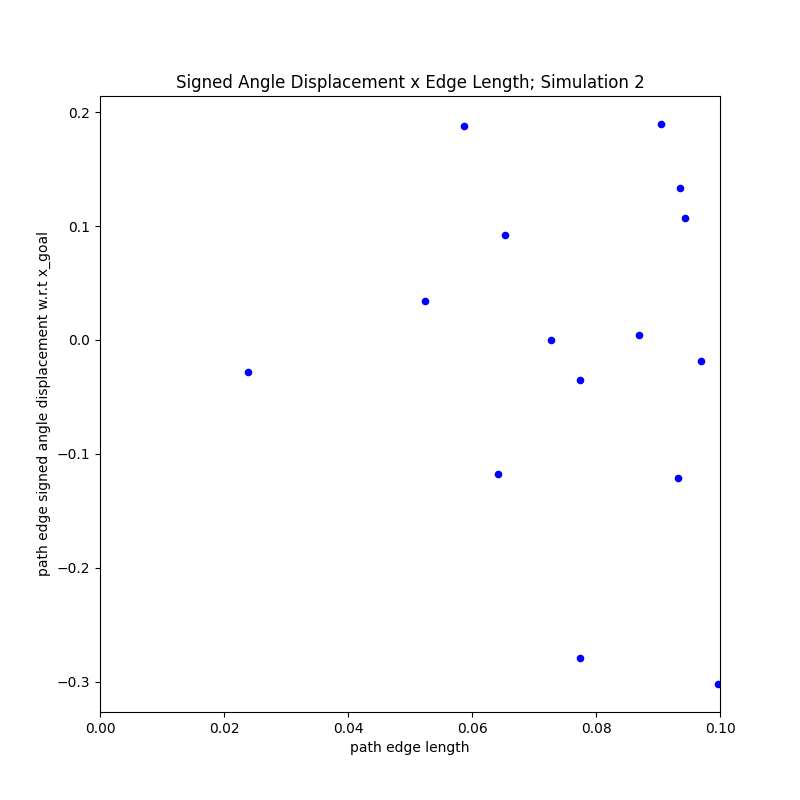 Signed Angle Displacement x Edge Length; Simulation 2
path edge signed angle displacement w.r.t x_goal
0.2
0.1
0.0
−0.1
−0.2
−0.3
0.00 0.02 0.04 0.06 0.08 0.10
path edge length